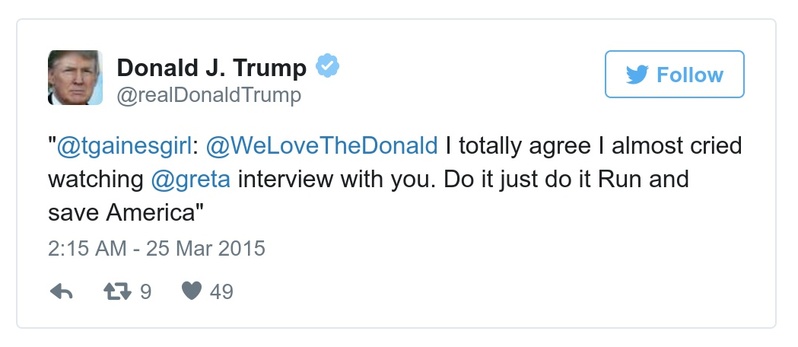 Donald J. Trump
@realDonaldTrump
Follow
"@tgainesgirl: @WeLoveTheDonald I totally agree I almost cried
watching @greta interview with you. Do it just do it Run and
save America"
2:15 AM - 25 Mar 2015
9 49